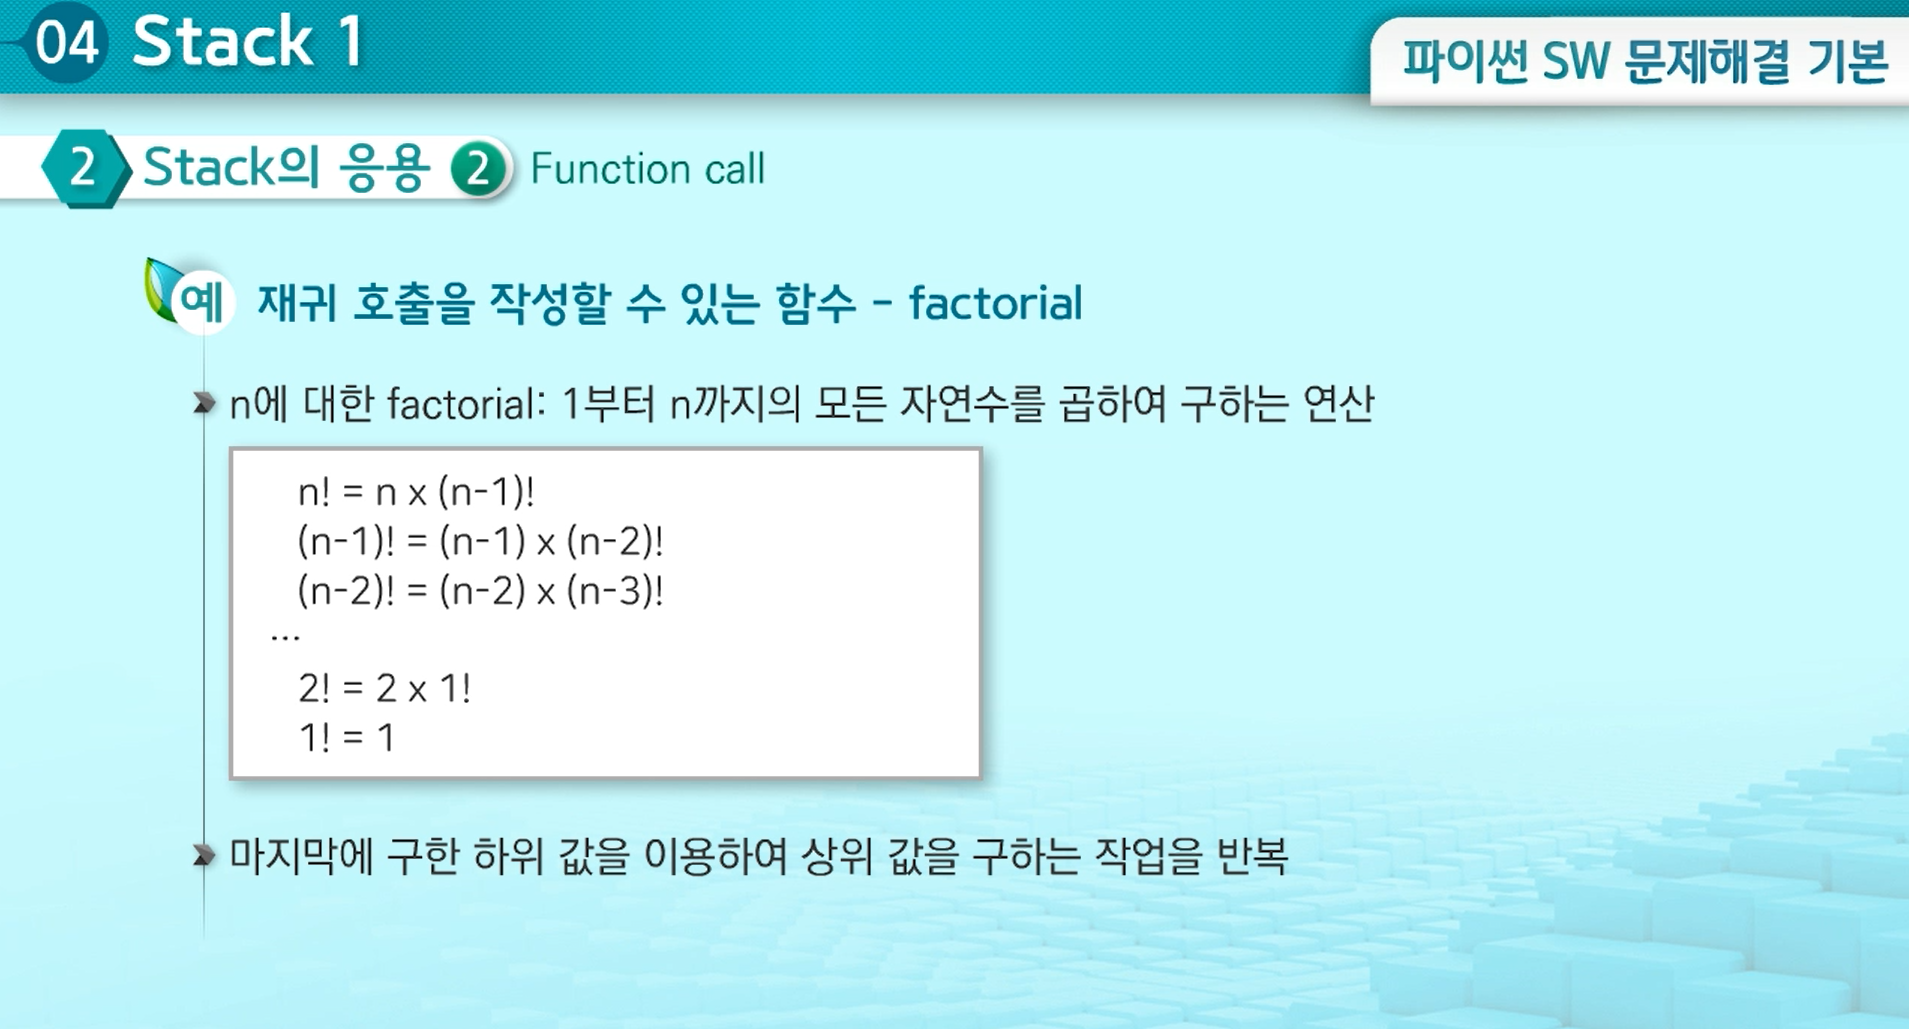 04 Stack 1
파이썬 SW 문제해결 기본
2 Stack의 응용 2 Function call
예 재귀 호출을 작성할 수 있는 함수 - factorial
n에 대한 factorial: 1부터 n까지의 모든 자연수를 곱하여 구하는 연산
n! = n x (n-1)!
(n-1)! = (n-1) x (n-2)!
(n-2)! = (n-2) x (n-3)!
...
2! = 2 x 1!
1! = 1
마지막에 구한 하위 값을 이용하여 상위 값을 구하는 작업을 반복